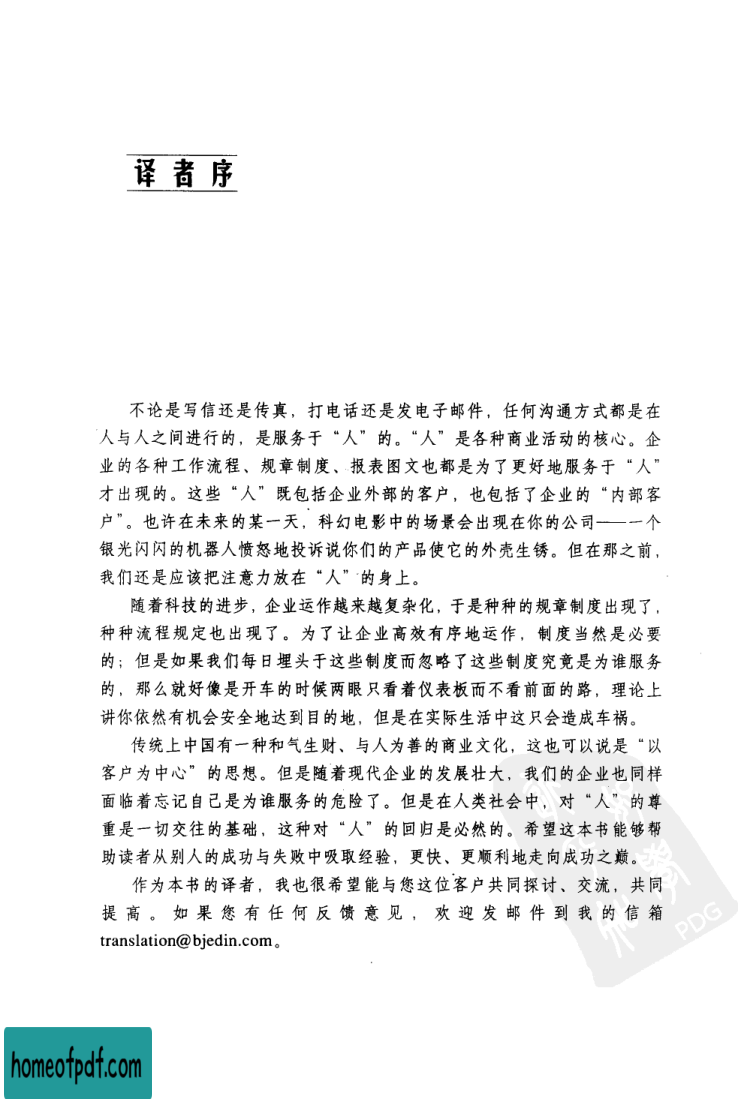 译者序
不论是写信还是传真，打电话还是发电子邮件，任何沟通方式都是在
人与人之间进行的，是服务于“人”的。“人”是各种商业活动的核心。企
业的各种工作流程、规章制度、报表图文也都是为了更好地服务于“人”
才出现的。这些“人”既包括企业外部的客户，也包括了企业的“内部客
户”。也许在未来的某一天，科幻电影中的场景会出现在你的公司——一个
银光闪闪的机器人愤怒地投诉说你们的产品使它的外壳生锈。但在那之前，
我们还是应该把注意力放在“人”的身上。
随着科技的进步，企业运作越来越复杂化，于是种种的规章制度出现了，
种种流程规定也出现了。为了让企业高效有序地运作，制度当然是必要
的；但是如果我们每日埋头于这些制度而忽略了这些制度究竟是为谁服务
的，那么就好像是开车的时候两眼只看着仪表板而不看前面的路，理论上
讲你依然有机会安全地达到目的地，但是在实际生活中这只会造成车祸。
传统上中国有一种和气生财、与人为善的商业文化，这也可以说是“以
客户为中心”的思想。但是随着现代企业的发展壮大，我们的企业也同样
面临着忘记自己是为谁服务的危险了。但是在人类社会中，对“人”的尊
重是一切交往的基础，这种对“人”的回归是必然的。希望这本书能够帮
助读者从别人的成功与失败中吸取经验，更快、更顺利地走向成功之巅。
作为本书的译者，我也很希望能与您这位客户共同探讨、交流，共同
提高。如果您有任何反馈意见，欢迎发邮件到我的信箱
translation@bjedin.com。
PDG
homeofpdf.com